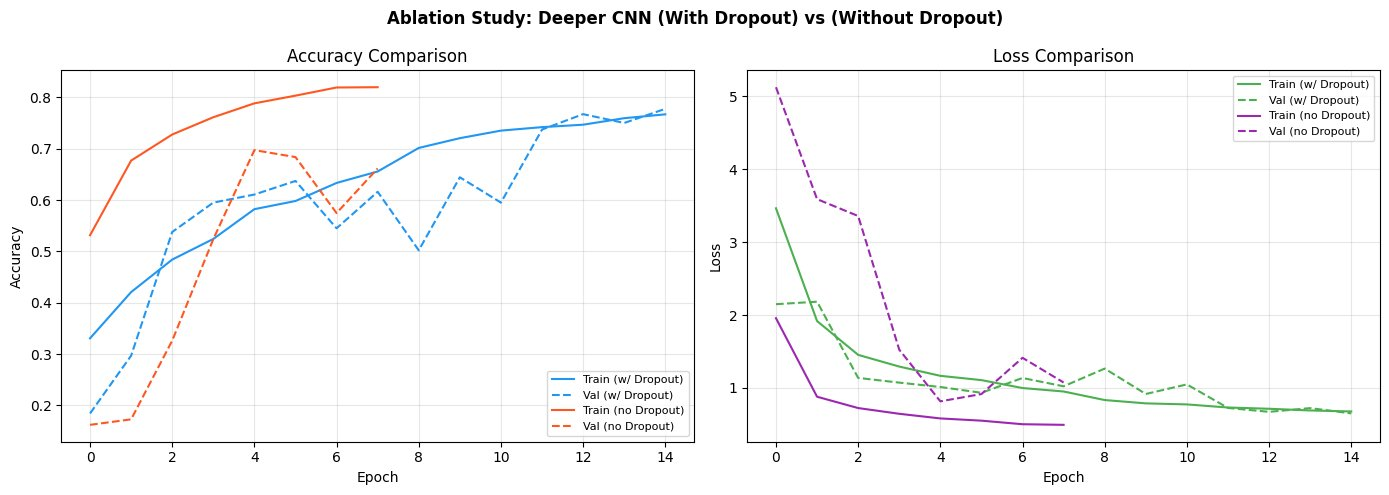 Ablation Study: Deeper CNN (With Dropout) vs (Without Dropout)
Accuracy Comparison
Accuracy
0.8
0.7
0.6
0.5
0.4
0.3
0.2
0 2 4 6 8 10 12 14
Epoch
Train (w/ Dropout)
Val (w/ Dropout)
Train (no Dropout)
Val (no Dropout)
Loss Comparison
Loss
5
4
3
2
1
0 2 4 6 8 10 12 14
Epoch
Train (w/ Dropout)
Val (w/ Dropout)
Train (no Dropout)
Val (no Dropout)